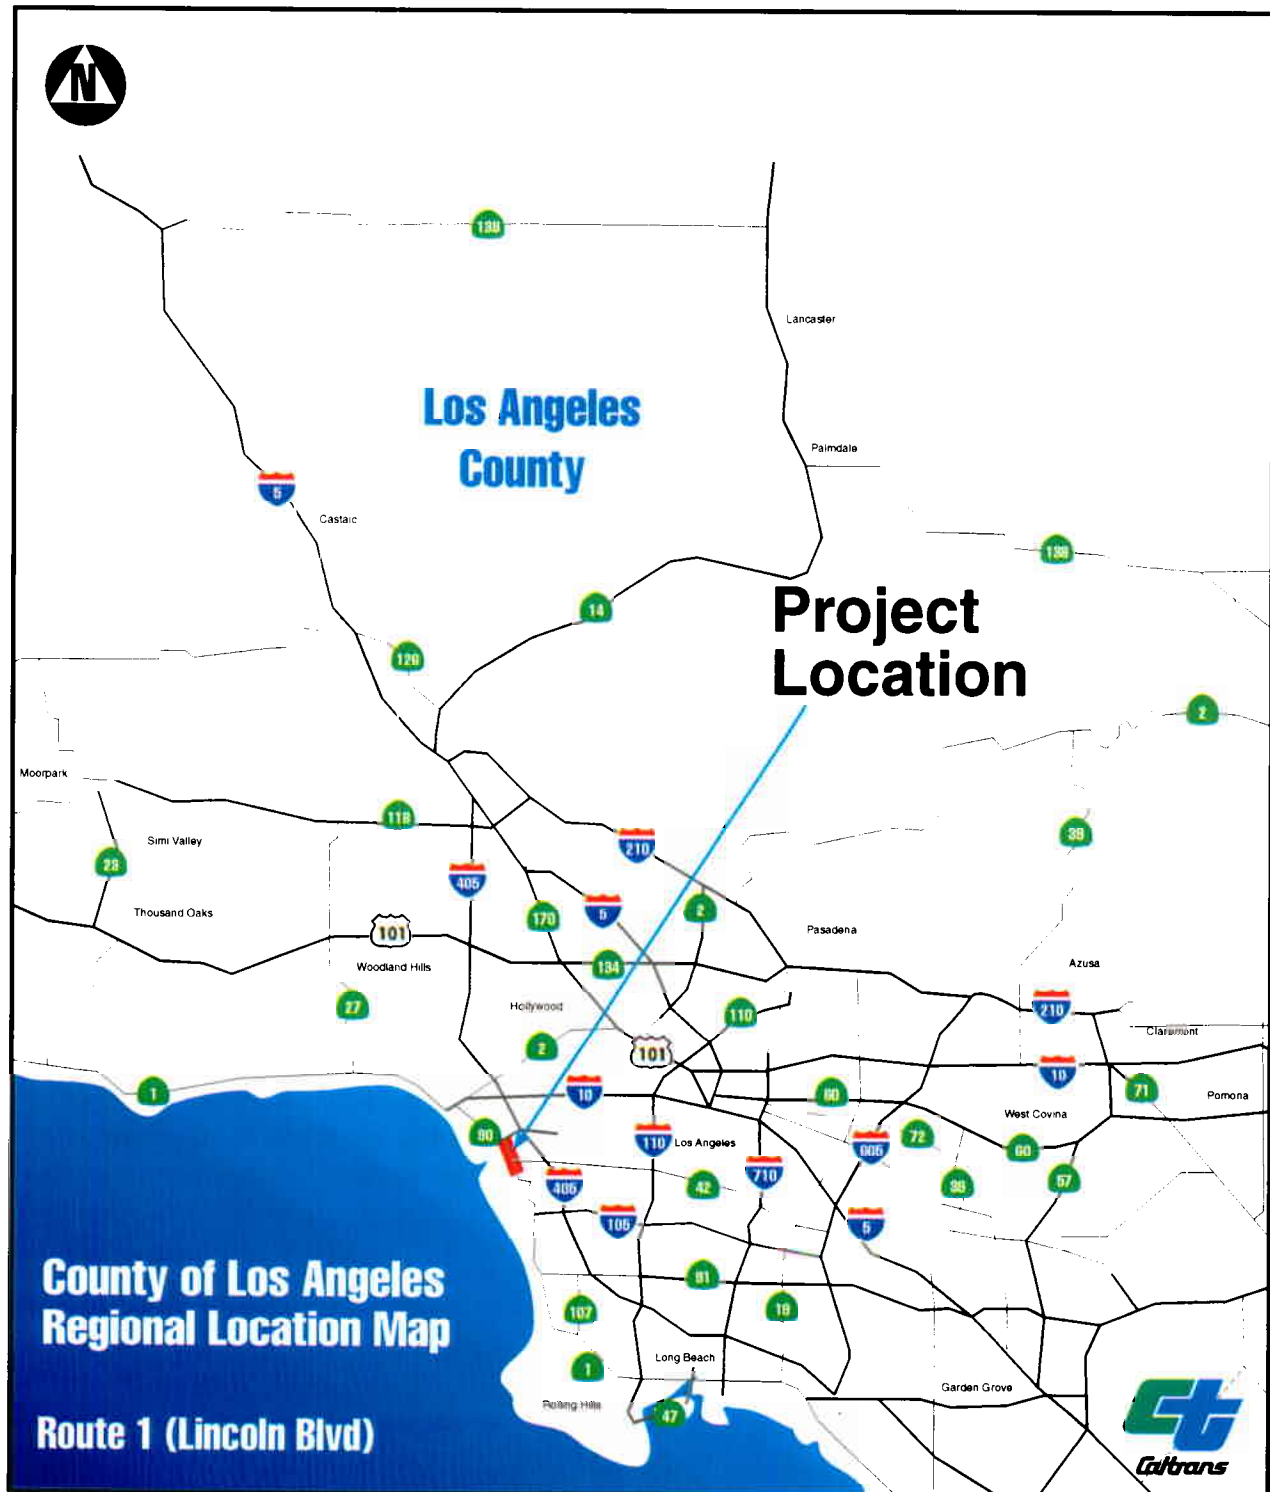 N
138
Lancaster
Los Angeles
County
Palmdale
5
Castaic
138
14
Project
Location
126
2
Moorpark
118
Simi Valley
210
39
23
405
Thousand Oaks
170
5
2
101
Pasadena
Woodland Hills
134
Azusa
27
Hollywood
110
210
Claremont
2
101
10
1
10
60
71
Pomona
West Covina
90
110
Los Angeles
605
72
60
710
405
42
39
57
105
5
County of Los Angeles
Regional Location Map
91
107
19
Long Beach
1
Garden Grove
Rolling Hills
47
Route 1 (Lincoln Blvd)
Caltrans